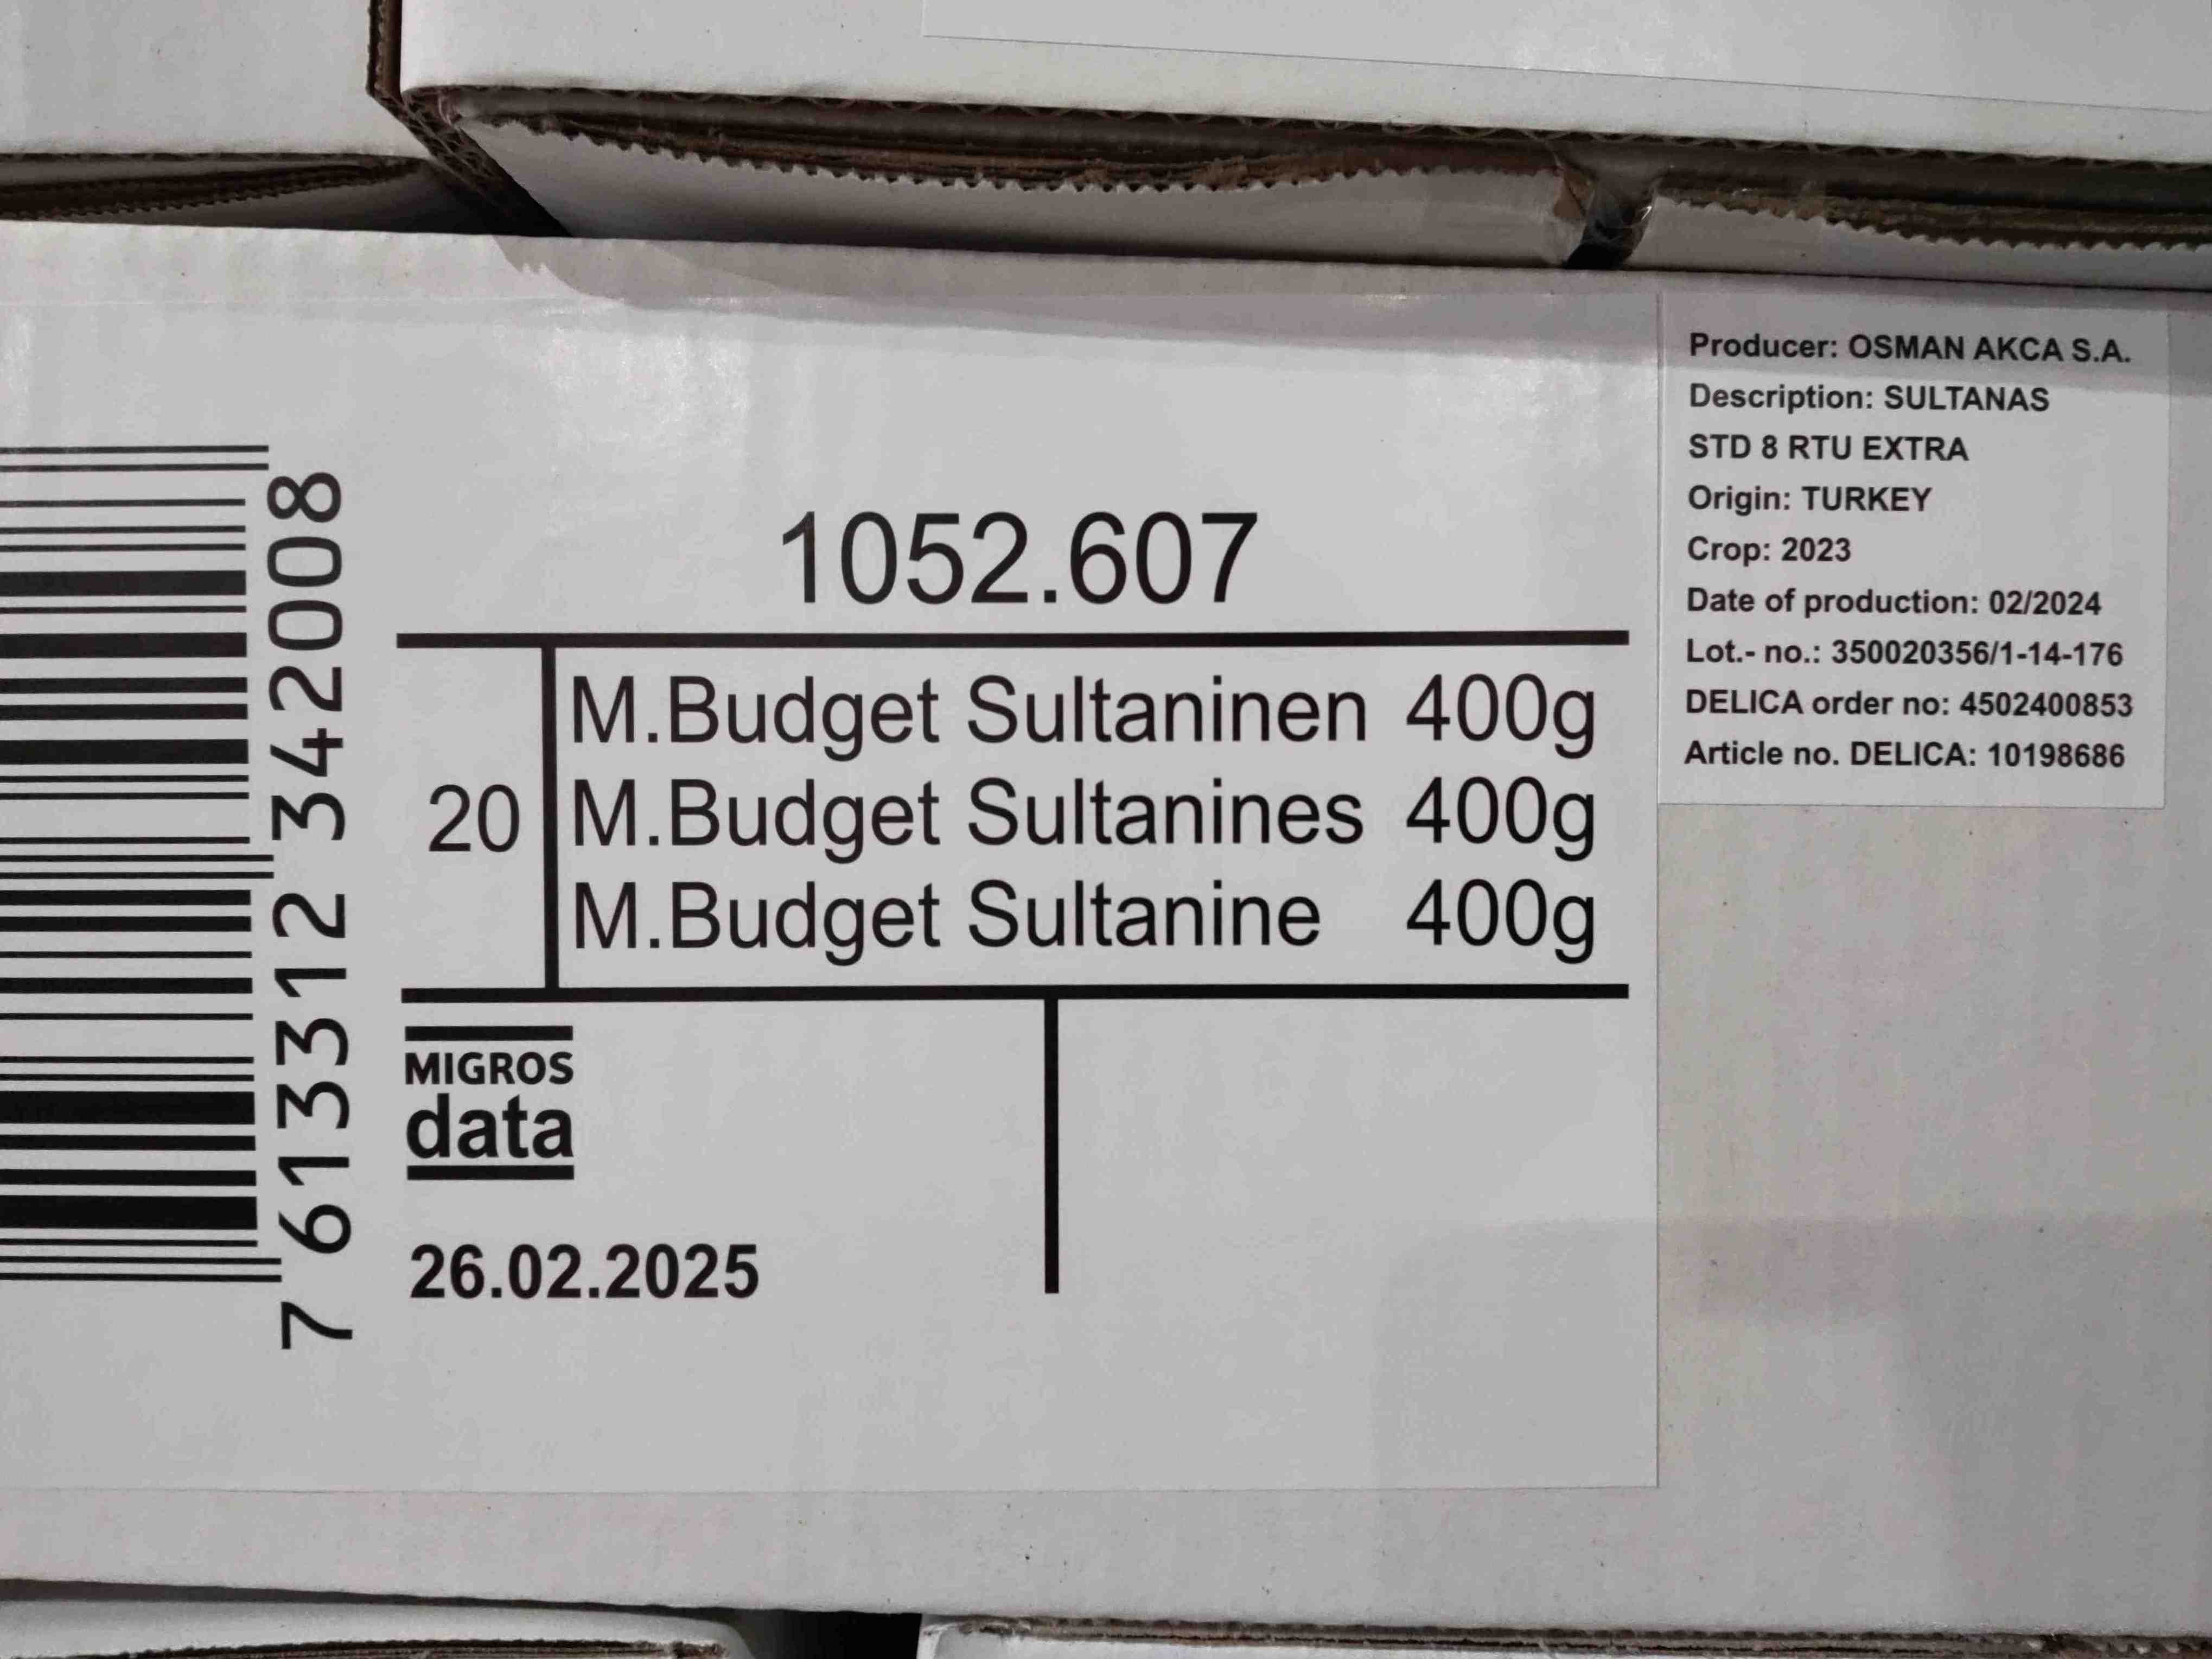 7 613312 342008
1052.607
20
M.Budget Sultaninen 400g
M.Budget Sultanines 400g
M.Budget Sultanine 400g
MIGROS
data
26.02.2025
Producer: OSMAN AKCA S.A.
Description: SULTANAS
STD 8 RTU EXTRA
Origin: TURKEY
Crop: 2023
Date of production: 02/2024
Lot.- no.: 350020356/1-14-176
DELICA order no: 4502400853
Article no. DELICA: 10198686